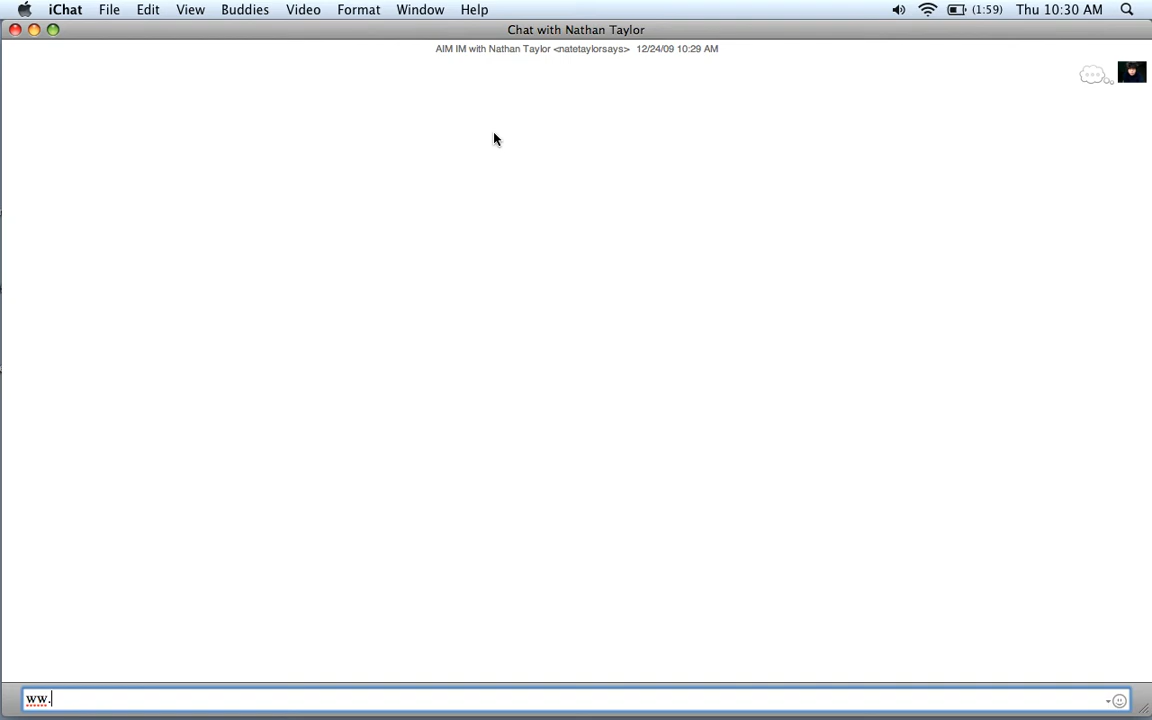 iChat File Edit View Buddies Video Format Window Help (1:59) Thu 10:30 AM
Chat with Nathan Taylor
AIM IM with Nathan Taylor <natetaylorsays> 12/24/09 10:29 AM
ww.